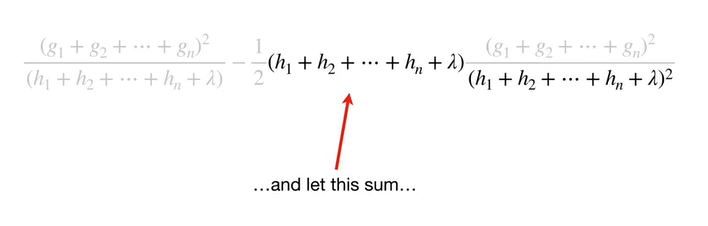 (g₁ + g₂ + ⋯ + gₙ)² / (h₁ + h₂ + ⋯ + hₙ + λ) − 1/2 (h₁ + h₂ + ⋯ + hₙ + λ) (g₁ + g₂ + ⋯ + gₙ)² / (h₁ + h₂ + ⋯ + hₙ + λ)²
…and let this sum…